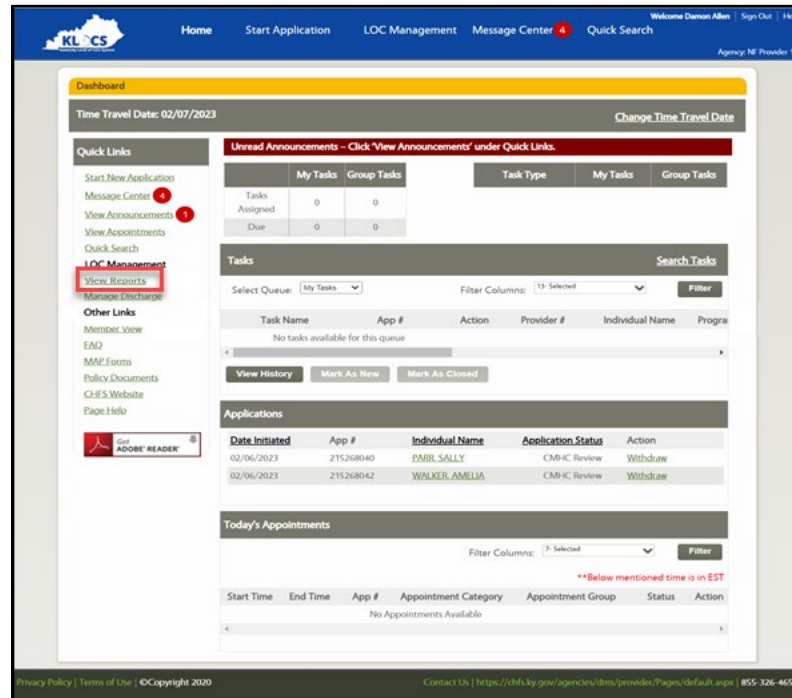 Welcome Damon Allen | Sign Out |
KLOCS
Home Start Application LOC Management Message Center 4 Quick Search
Agency: NF Provider
Dashboard
Time Travel Date: 02/07/2023 Change Time Travel Date
Quick Links
Start New Application
Message Center 4
View Announcements 1
View Appointments
Quick Search
LOC Management
View Reports
Manage Discharge
Other Links
Member View
FAQ
MAP Forms
Policy Documents
CHFS Website
Page Help
Get
ADOBE® READER®
Unread Announcements – Click 'View Announcements' under Quick Links.
My Tasks Group Tasks
Tasks Assigned 0 0
Due 0 0
Task Type My Tasks Group Tasks
Tasks Search Tasks
Select Queue: My Tasks Filter Columns: 13- Selected Filter
Task Name App # Action Provider # Individual Name Progra
No tasks available for this queue
View History Mark As New Mark As Closed
Applications
Date Initiated App # Individual Name Application Status Action
02/06/2023 215268040 PARR, SALLY CMHC Review Withdraw
02/06/2023 215268042 WALKER, AMELIA CMHC Review Withdraw
Today's Appointments
Filter Columns: 7- Selected Filter
**Below mentioned time is in EST
Start Time End Time App # Appointment Category Appointment Group Status Action
No Appointments Available
Privacy Policy | Terms of Use | ©Copyright 2020 Contact Us | https://chfs.ky.gov/agencies/dms/provider/Pages/default.aspx | 855-326-465